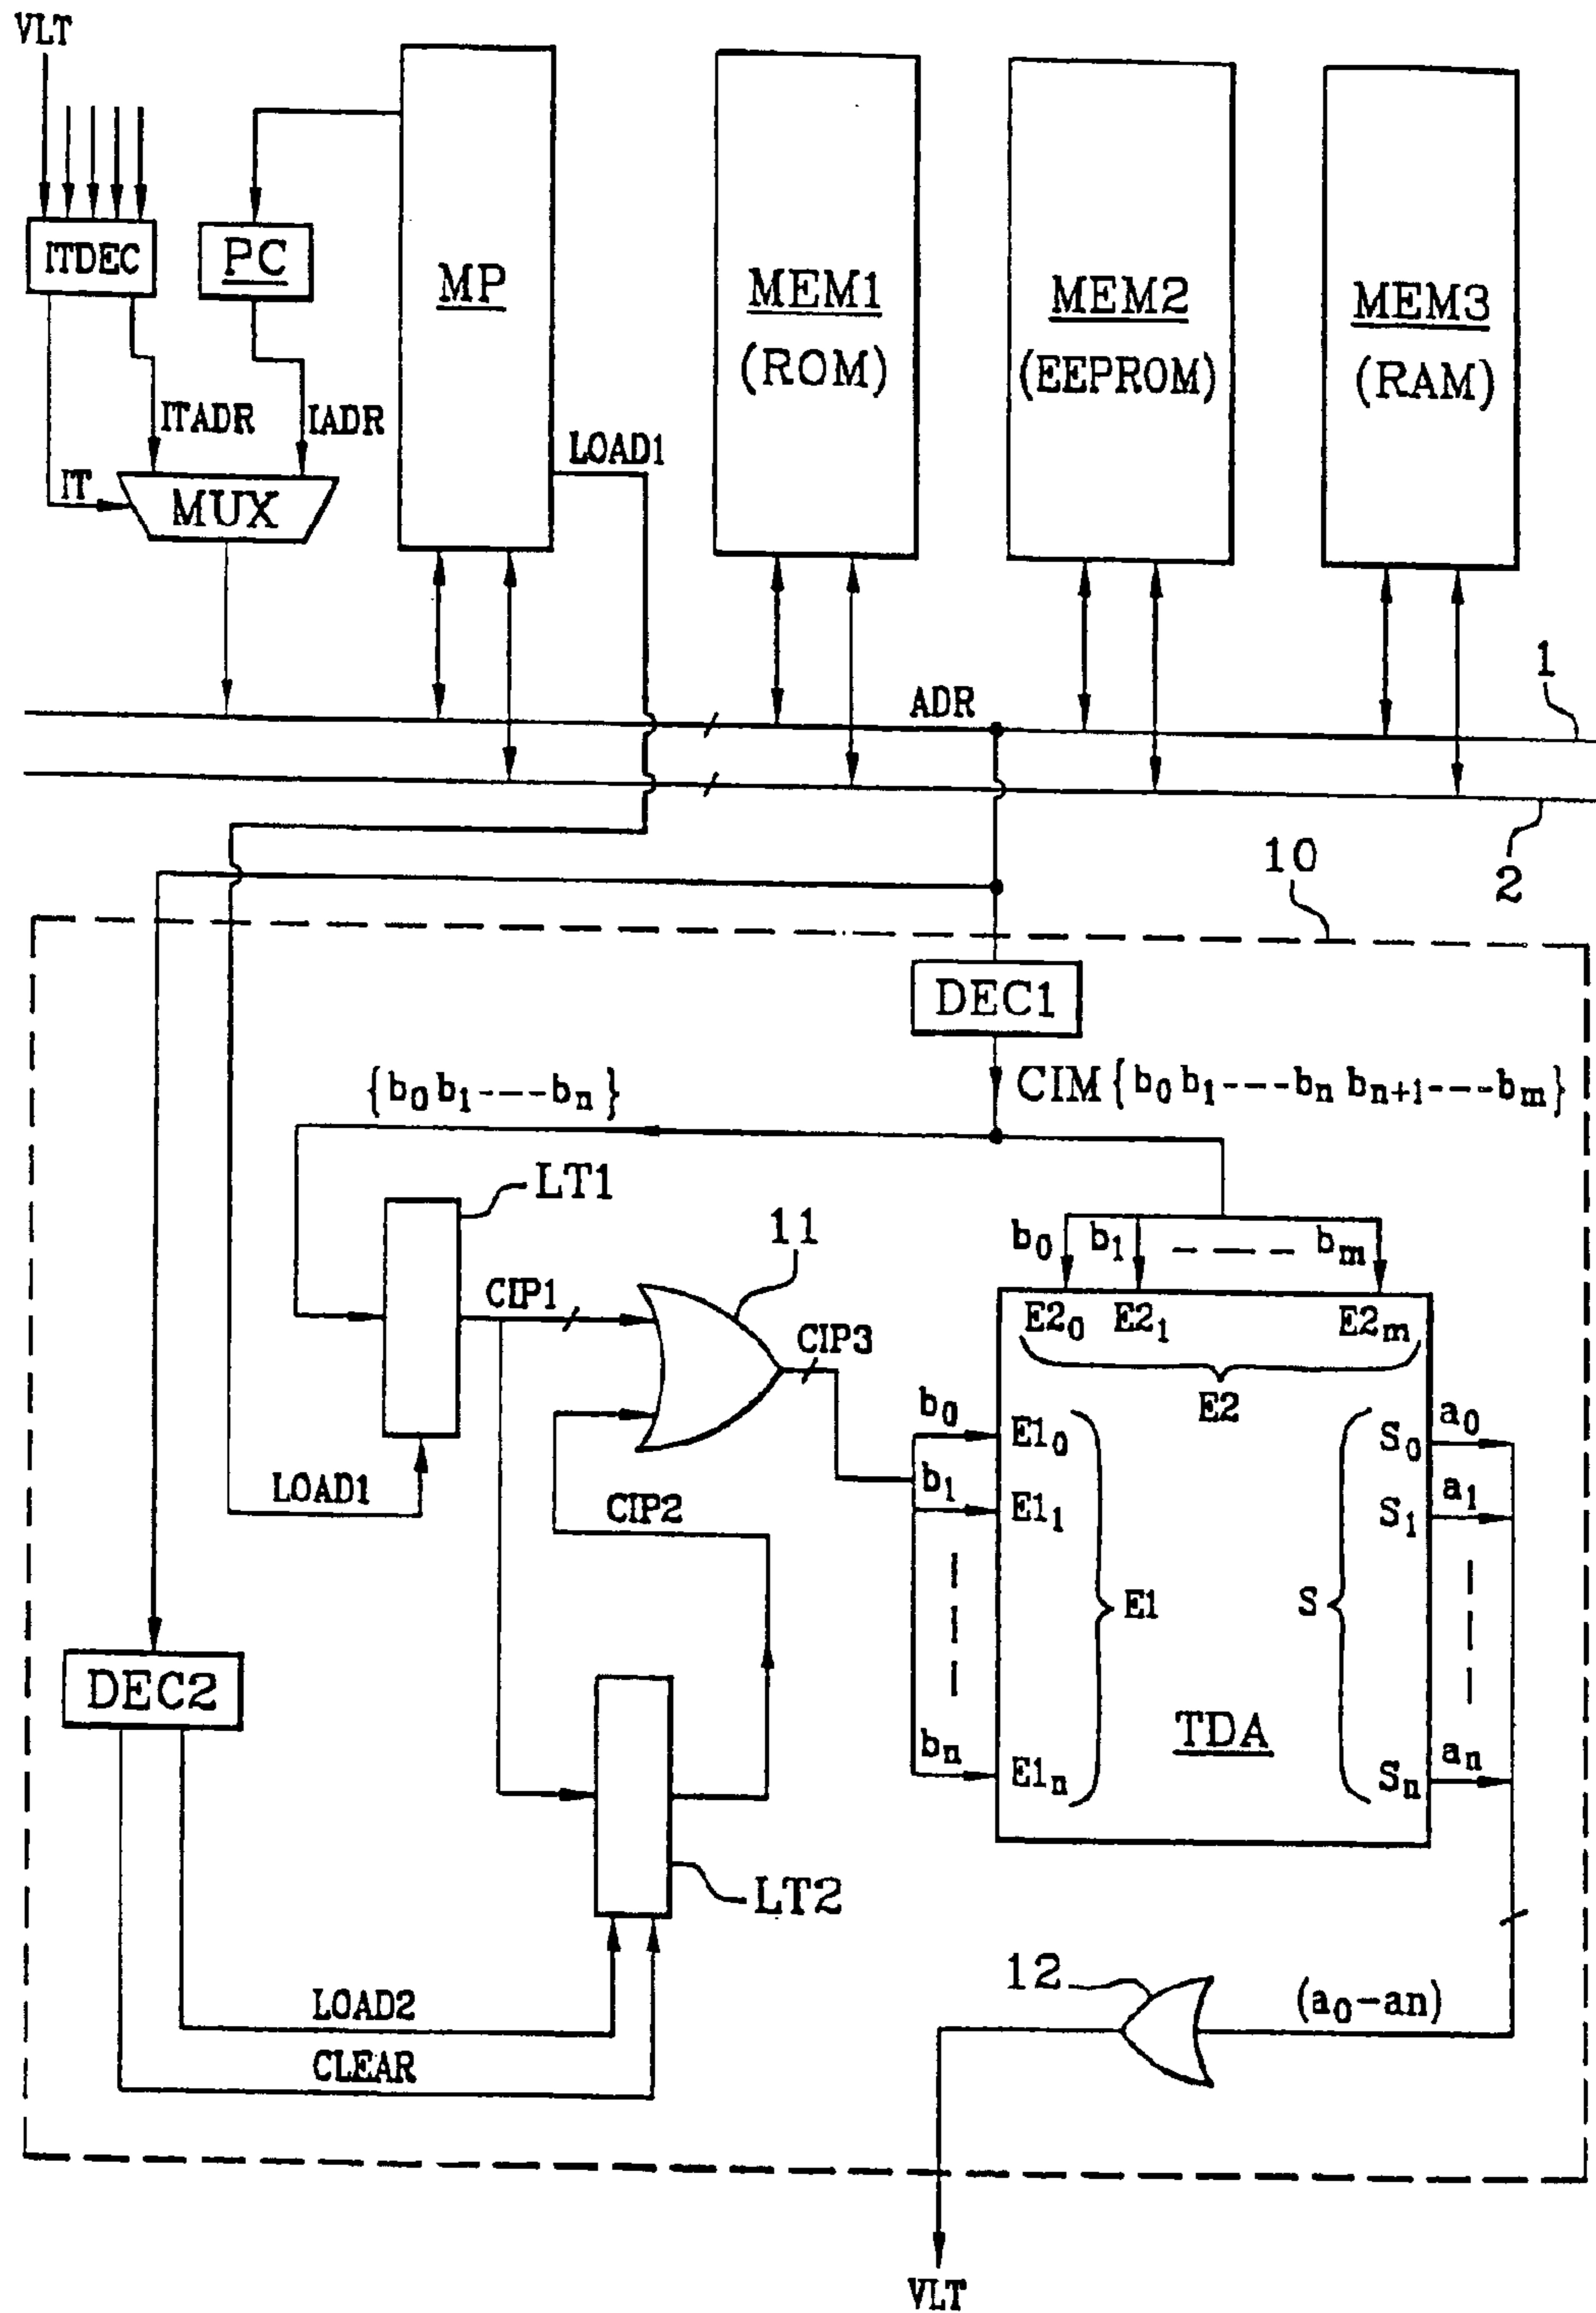 VLT
ITDEC
PC
MP
MEM1
(ROM)
MEM2
(EEPROM)
MEM3
(RAM)
ITADR
IADR
LOAD1
IT
MUX
ADR
1
2
10
DEC1
{b0 b1----bn}
CIM{b0 b1----bn bn+1----bm}
LT1
11
CIP1
CIP3
b0 b1 ---- bm
E20 E21 E2m
E2
b0
E10
b1
E11
bn
E1n
E1
S
S0
a0
S1
a1
Sn
an
TDA
LOAD1
CIP2
DEC2
LT2
LOAD2
CLEAR
12
(a0-an)
VLT